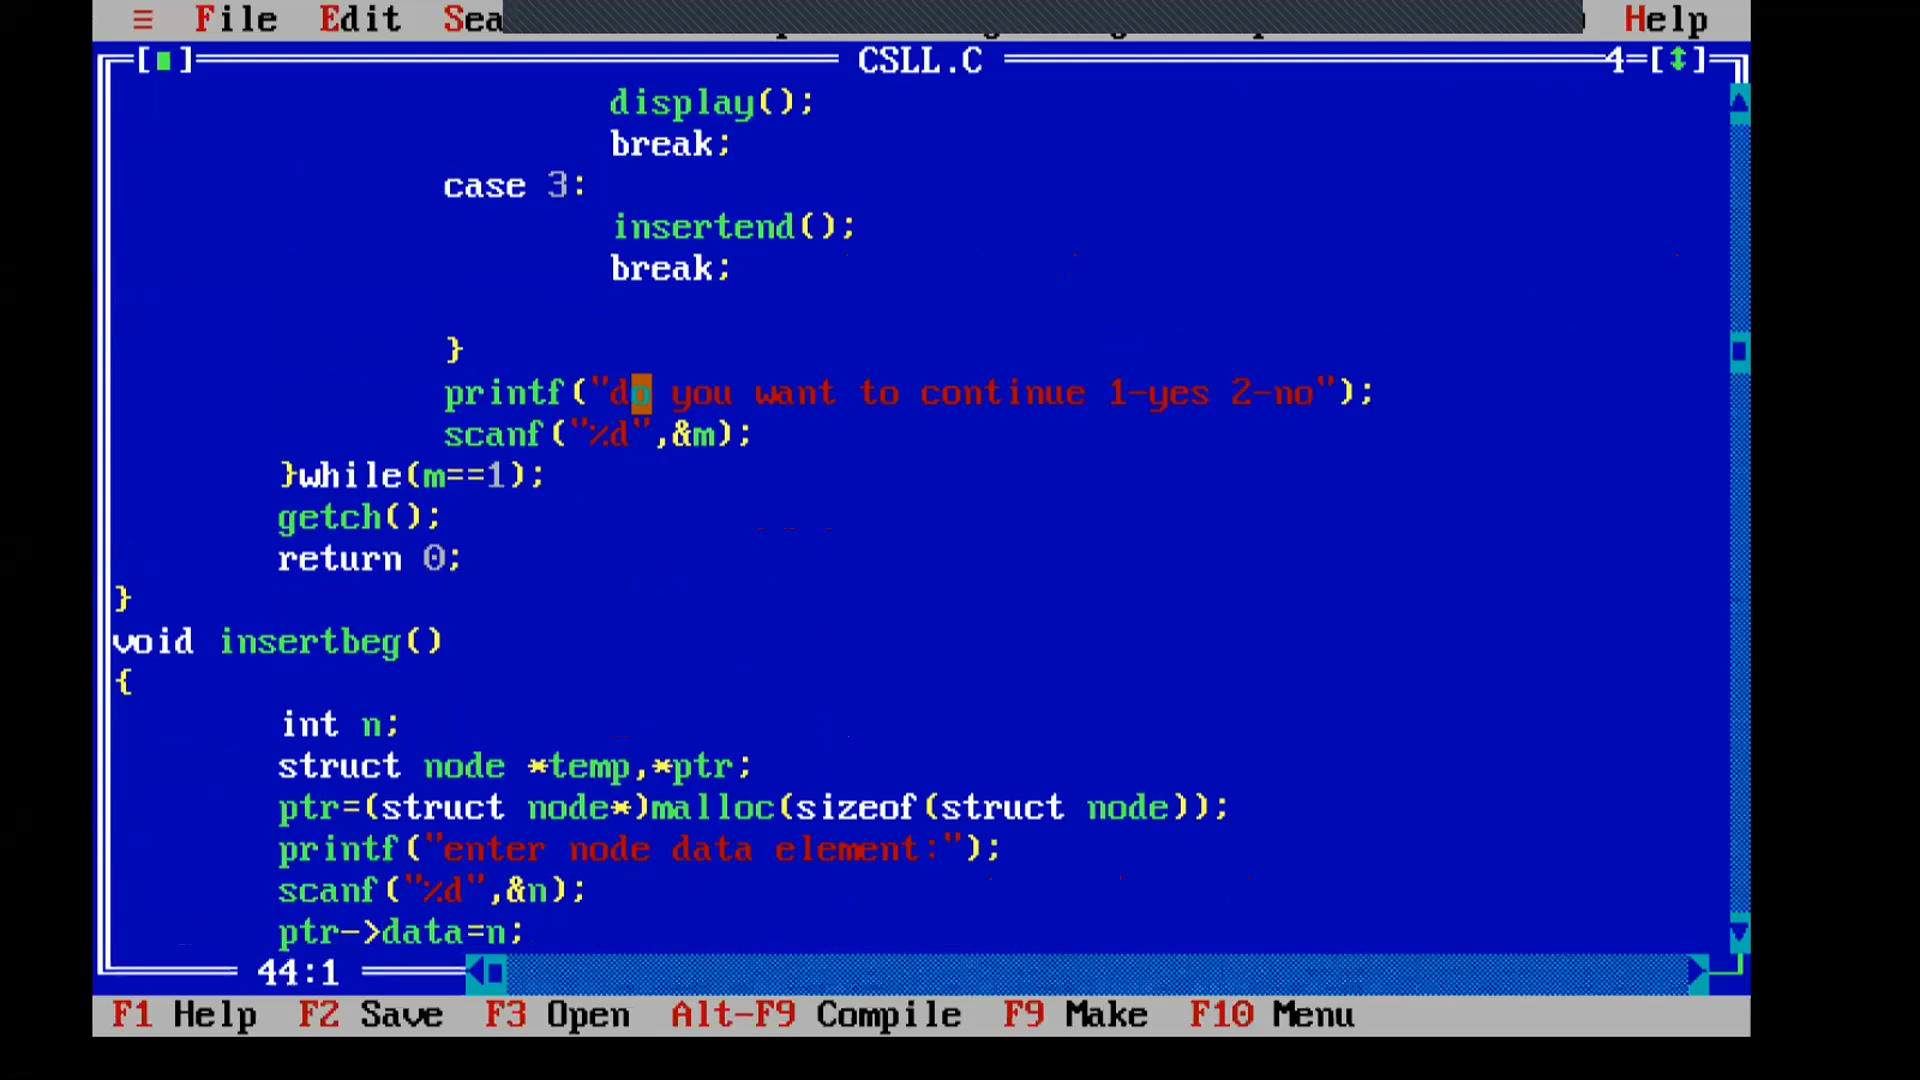 ≡ File Edit Sea Help
[■] CSLL.C 4=[↕]
display();
break;
case 3:
insertend();
break;
}
printf("do you want to continue 1-yes 2-no");
scanf("%d",&m);
}while(m==1);
getch();
return 0;
}
void insertbeg()
{
int n;
struct node *temp,*ptr;
ptr=(struct node*)malloc(sizeof(struct node));
printf("enter node data element:");
scanf("%d",&n);
ptr->data=n;
44:1
F1 Help F2 Save F3 Open Alt-F9 Compile F9 Make F10 Menu